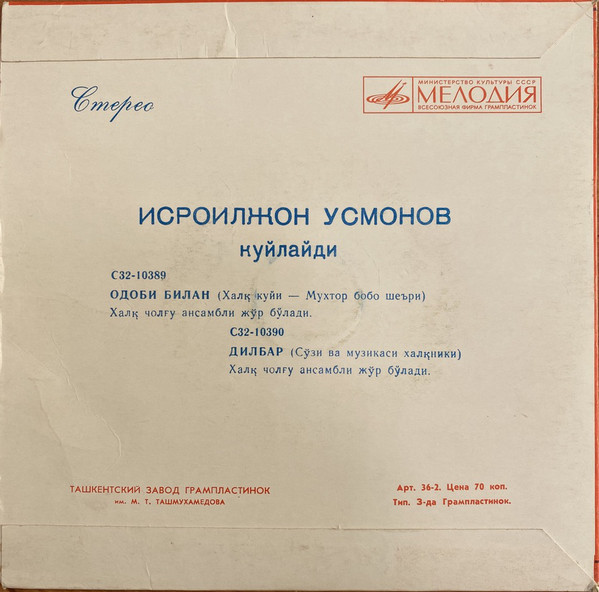 Стерео
МИНИСТЕРСТВО КУЛЬТУРЫ СССР
МЕЛОДИЯ
ВСЕСОЮЗНАЯ ФИРМА ГРАМПЛАСТИНОК
ИСРОИЛЖОН УСМОНОВ
куйлайди
С32-10389
ОДОБИ БИЛАН (Халқ куйи — Мухтор бобо шеъри)
Халқ чолғу ансамбли жўр бўлади.
С32-10390
ДИЛБАР (Сўзи ва музикаси халқники)
Халқ чолғу ансамбли жўр бўлади.
ТАШКЕНТСКИЙ ЗАВОД ГРАМПЛАСТИНОК
им. М. Т. ТАШМУХАМЕДОВА
Арт. 36-2. Цена 70 коп.
Тип. З-да Грампластинок.